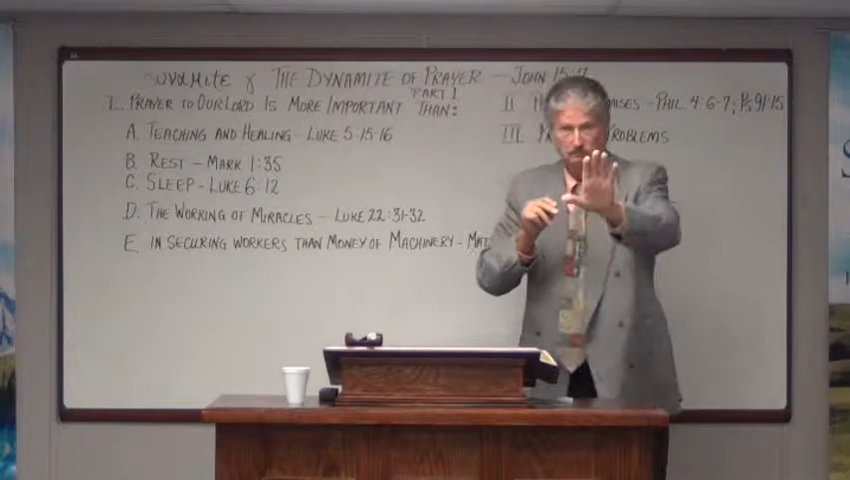 THE DYNAMITE OF PRAYER - JOHN 15:7
PART 1
I. PRAYER TO OUR LORD IS MORE IMPORTANT THAN:
A. TEACHING AND HEALING - LUKE 5:15-16
B. REST - MARK 1:35
C. SLEEP - LUKE 6:12
D. THE WORKING OF MIRACLES - LUKE 22:31-32
E. IN SECURING WORKERS THAN MONEY OF MACHINERY - MAT
II - PHIL 4:6-7; PS 91:15
III PROBLEMS
S